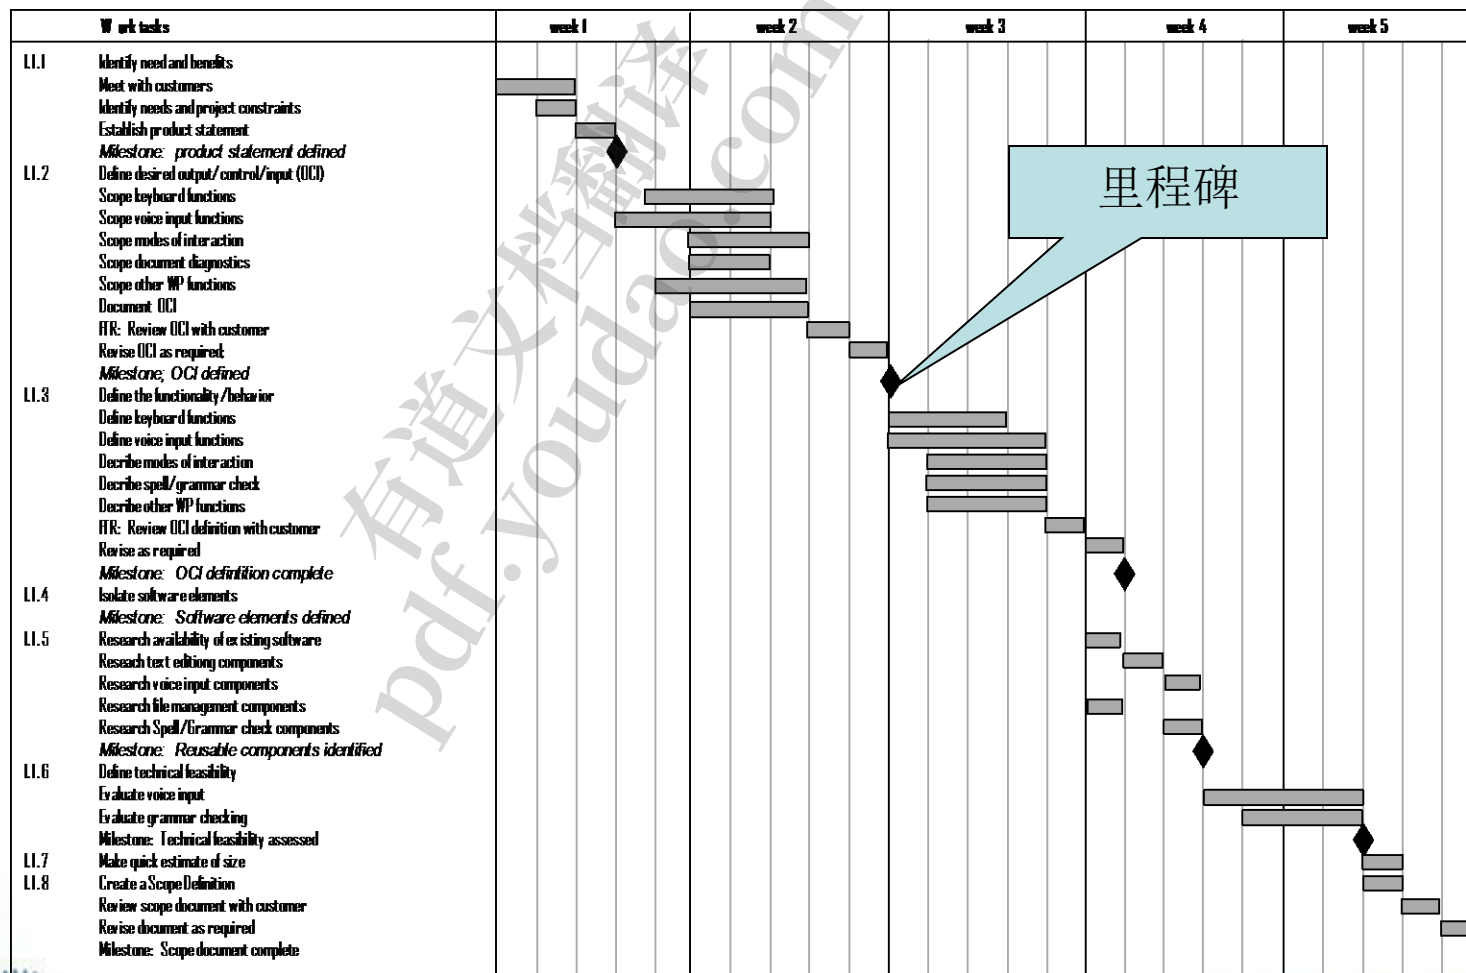 Work tasks week 1 week 2 week 3 week 4 week 5
I.1.1 Identify need and benefits
Meet with customers
Identify needs and project constraints
Establish product statement
Milestone: product statement defined
I.1.2 Define desired output/control/input (OCI)
Scope keyboard functions
Scope voice input functions
Scope modes of interaction
Scope document diagnostics
Scope other WP functions
Document OCI
FTR: Review OCI with customer
Revise OCI as required;
Milestone; OCI defined
I.1.3 Define the functionality/behavior
Define keyboard functions
Define voice input functions
Decribe modes of interaction
Decribe spell/grammar check
Decribe other WP functions
FTR: Review OCI definition with customer
Revise as required
Milestone: OCI defintition complete
I.1.4 Isolate software elements
Milestone: Software elements defined
I.1.5 Research availability of existing software
Reseach text editiong components
Research voice input components
Research file management components
Research Spell/Grammar check components
Milestone: Reusable components identified
I.1.6 Define technical feasibility
Evaluate voice input
Evaluate grammar checking
Milestone: Technical feasibility assessed
I.1.7 Make quick estimate of size
I.1.8 Create a Scope Definition
Review scope document with customer
Revise document as required
Milestone: Scope document complete
里程碑
有道文档翻译
pdf.youdao.com